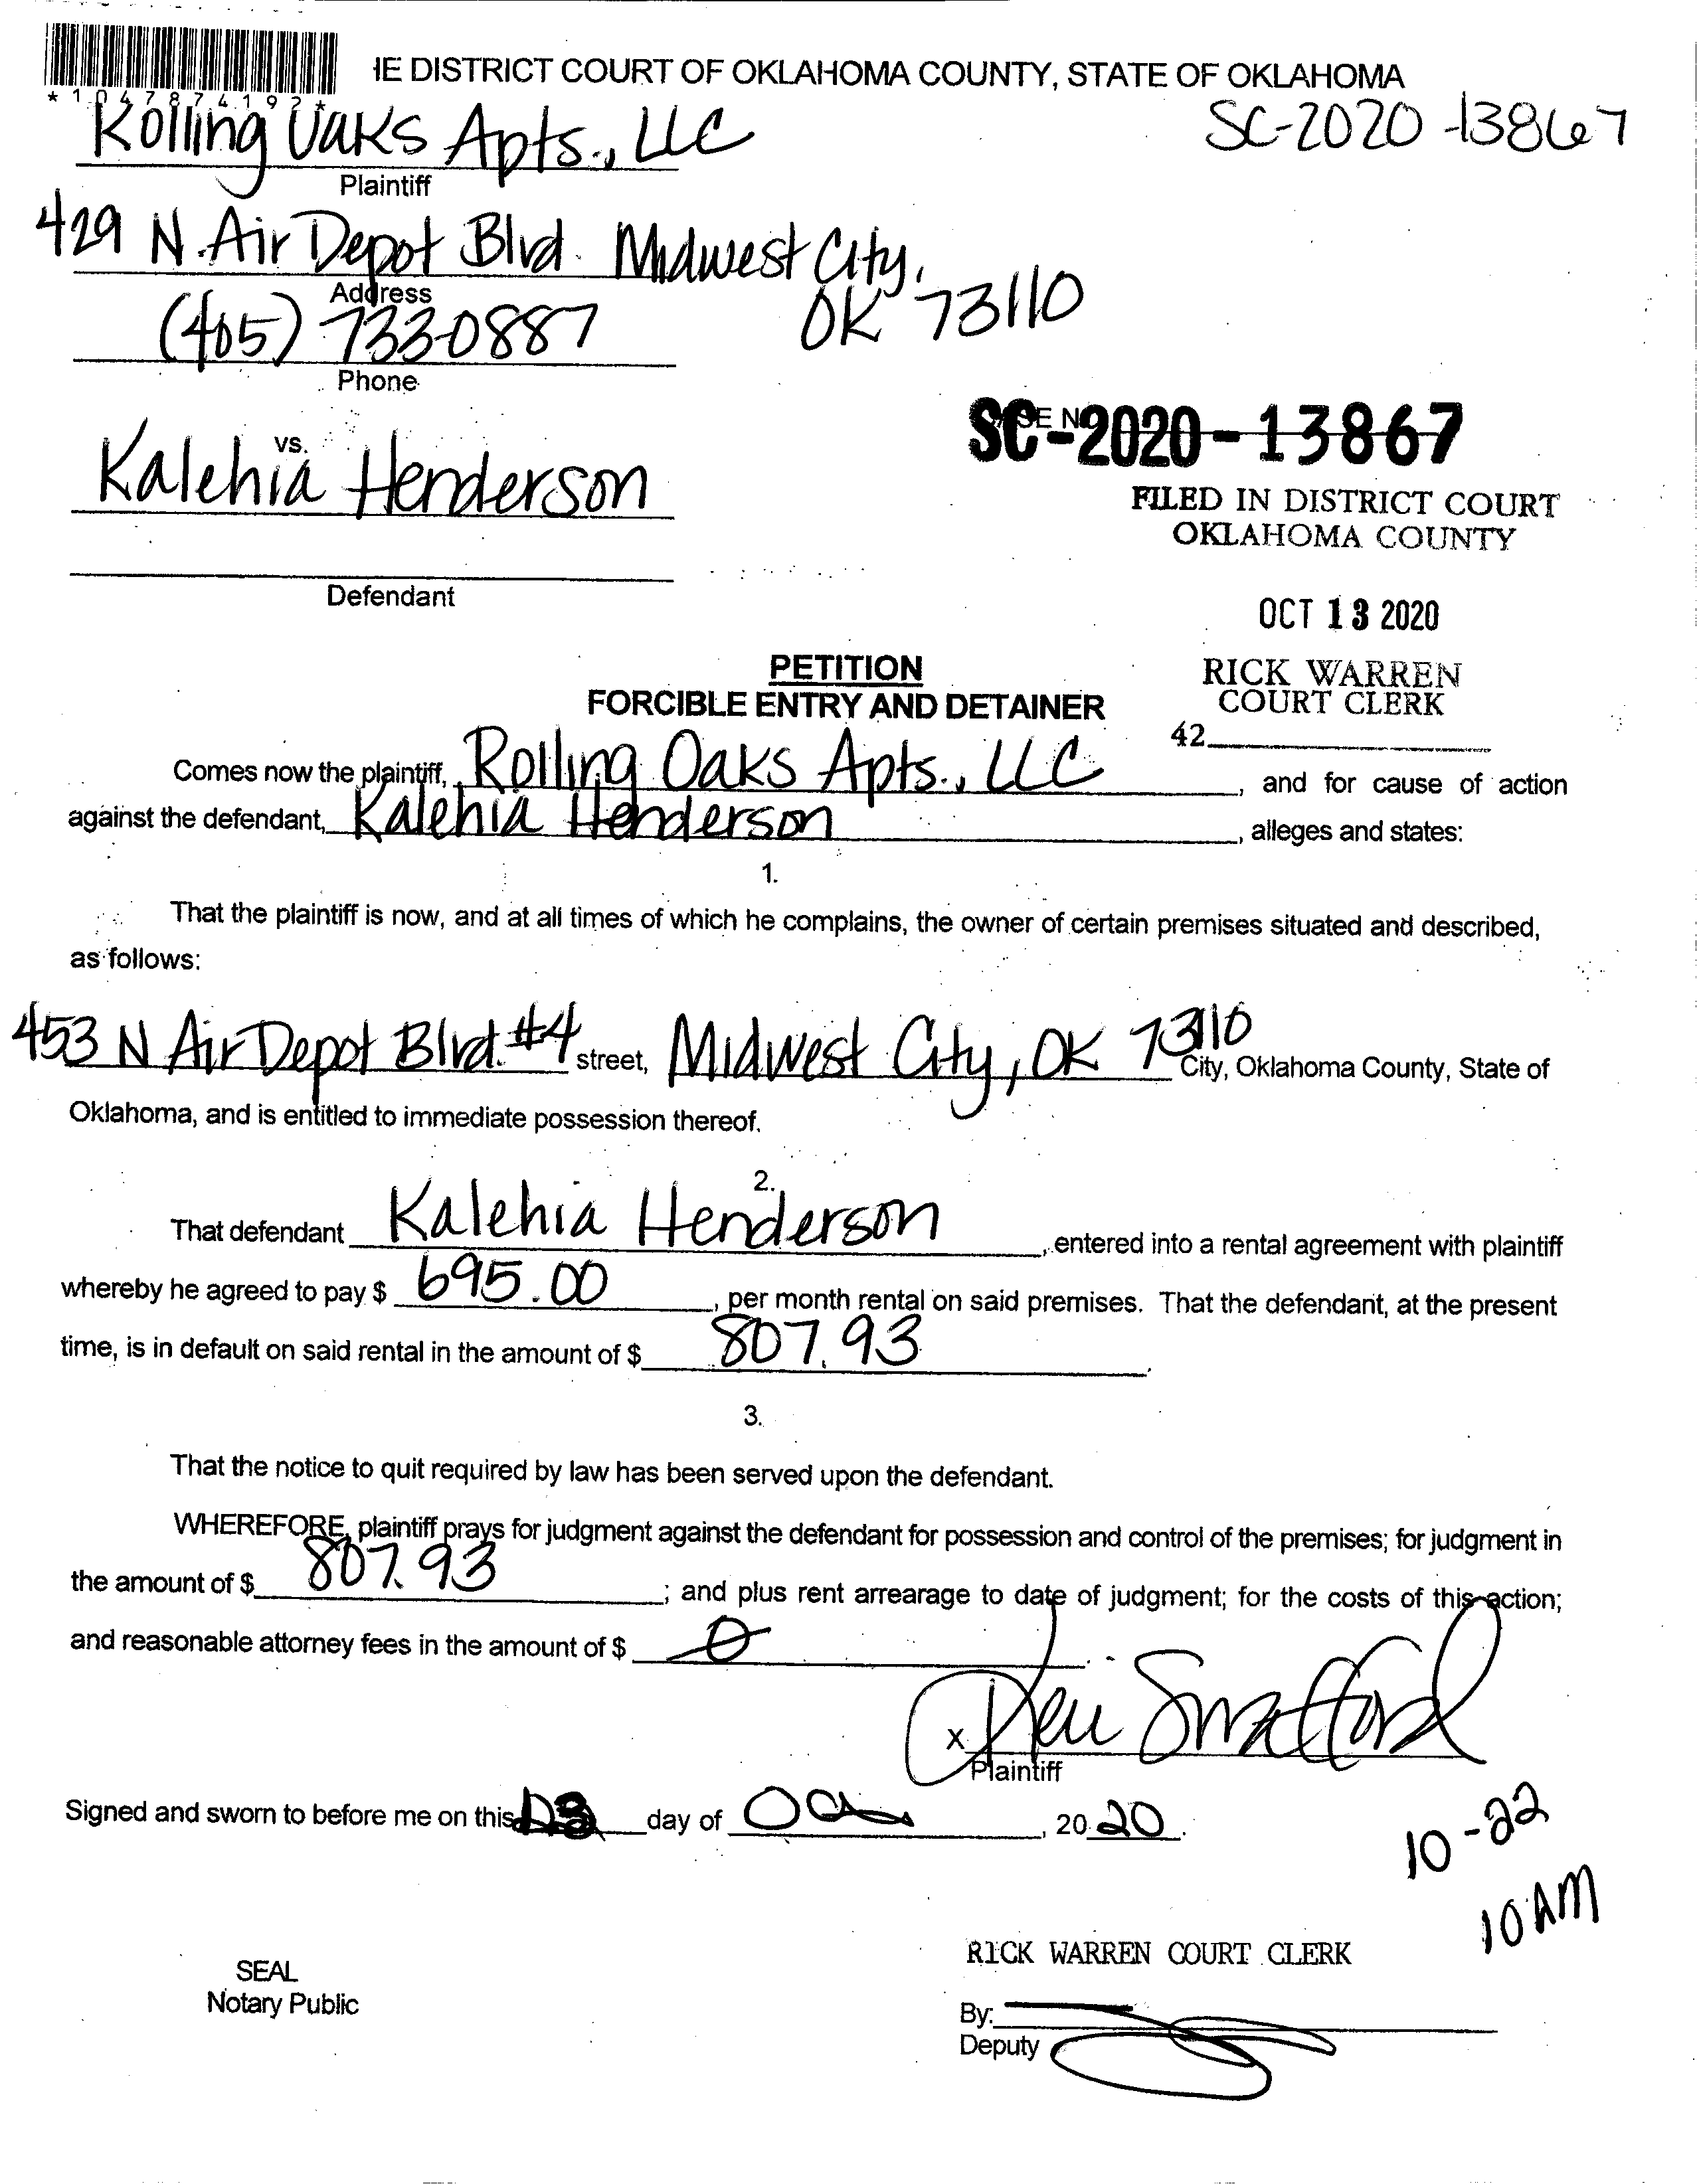 IE DISTRICT COURT OF OKLAHOMA COUNTY, STATE OF OKLAHOMA
* 1 0 4 7 8 7 4 1 9 2 *
Rolling Oaks Apts., LLC
SC-2020-13867
Plaintiff
429 N. Air Depot Blvd. Midwest City,
OK 73110
Address
(405) 733-0887
Phone
vs.
Kalehia Henderson
SC-2020-13867
FILED IN DISTRICT COURT
OKLAHOMA COUNTY
Defendant
OCT 13 2020
PETITION
FORCIBLE ENTRY AND DETAINER
RICK WARREN
COURT CLERK
42
Comes now the plaintiff, Rolling Oaks Apts., LLC, and for cause of action
against the defendant, Kalehia Henderson, alleges and states:
1.
That the plaintiff is now, and at all times of which he complains, the owner of certain premises situated and described,
as follows:
453 N Air Depot Blvd. #4 street, Midwest City, OK 73110 City, Oklahoma County, State of
Oklahoma, and is entitled to immediate possession thereof.
2.
That defendant Kalehia Henderson, entered into a rental agreement with plaintiff
whereby he agreed to pay $ 695.00, per month rental on said premises. That the defendant, at the present
time, is in default on said rental in the amount of $ 807.93.
3.
That the notice to quit required by law has been served upon the defendant.
WHEREFORE, plaintiff prays for judgment against the defendant for possession and control of the premises; for judgment in
the amount of $ 807.93; and plus rent arrearage to date of judgment; for the costs of this action;
and reasonable attorney fees in the amount of $ 0.
X
Plaintiff
Signed and sworn to before me on this day of , 20 20.
10-22
10 AM
RICK WARREN COURT CLERK
SEAL
Notary Public
By:
Deputy